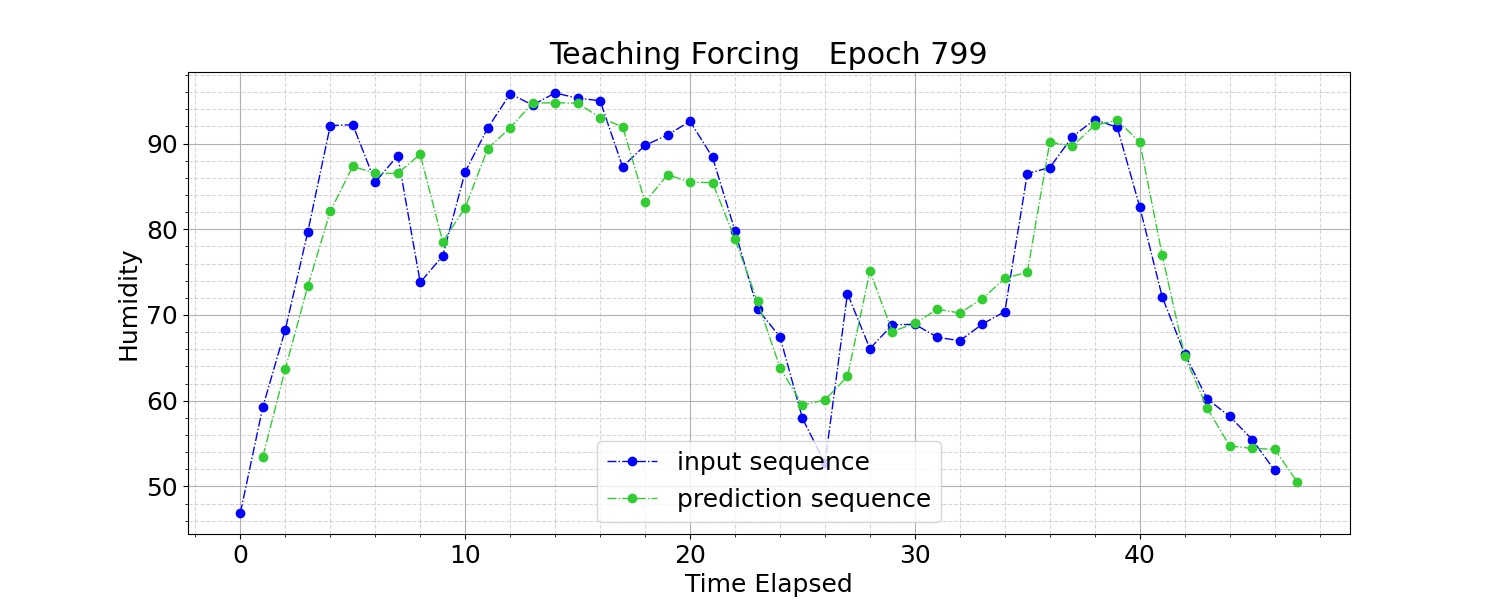 Teaching Forcing   Epoch 799
90
80
70
60
50
Humidity
input sequence
prediction sequence
0 10 20 30 40
Time Elapsed